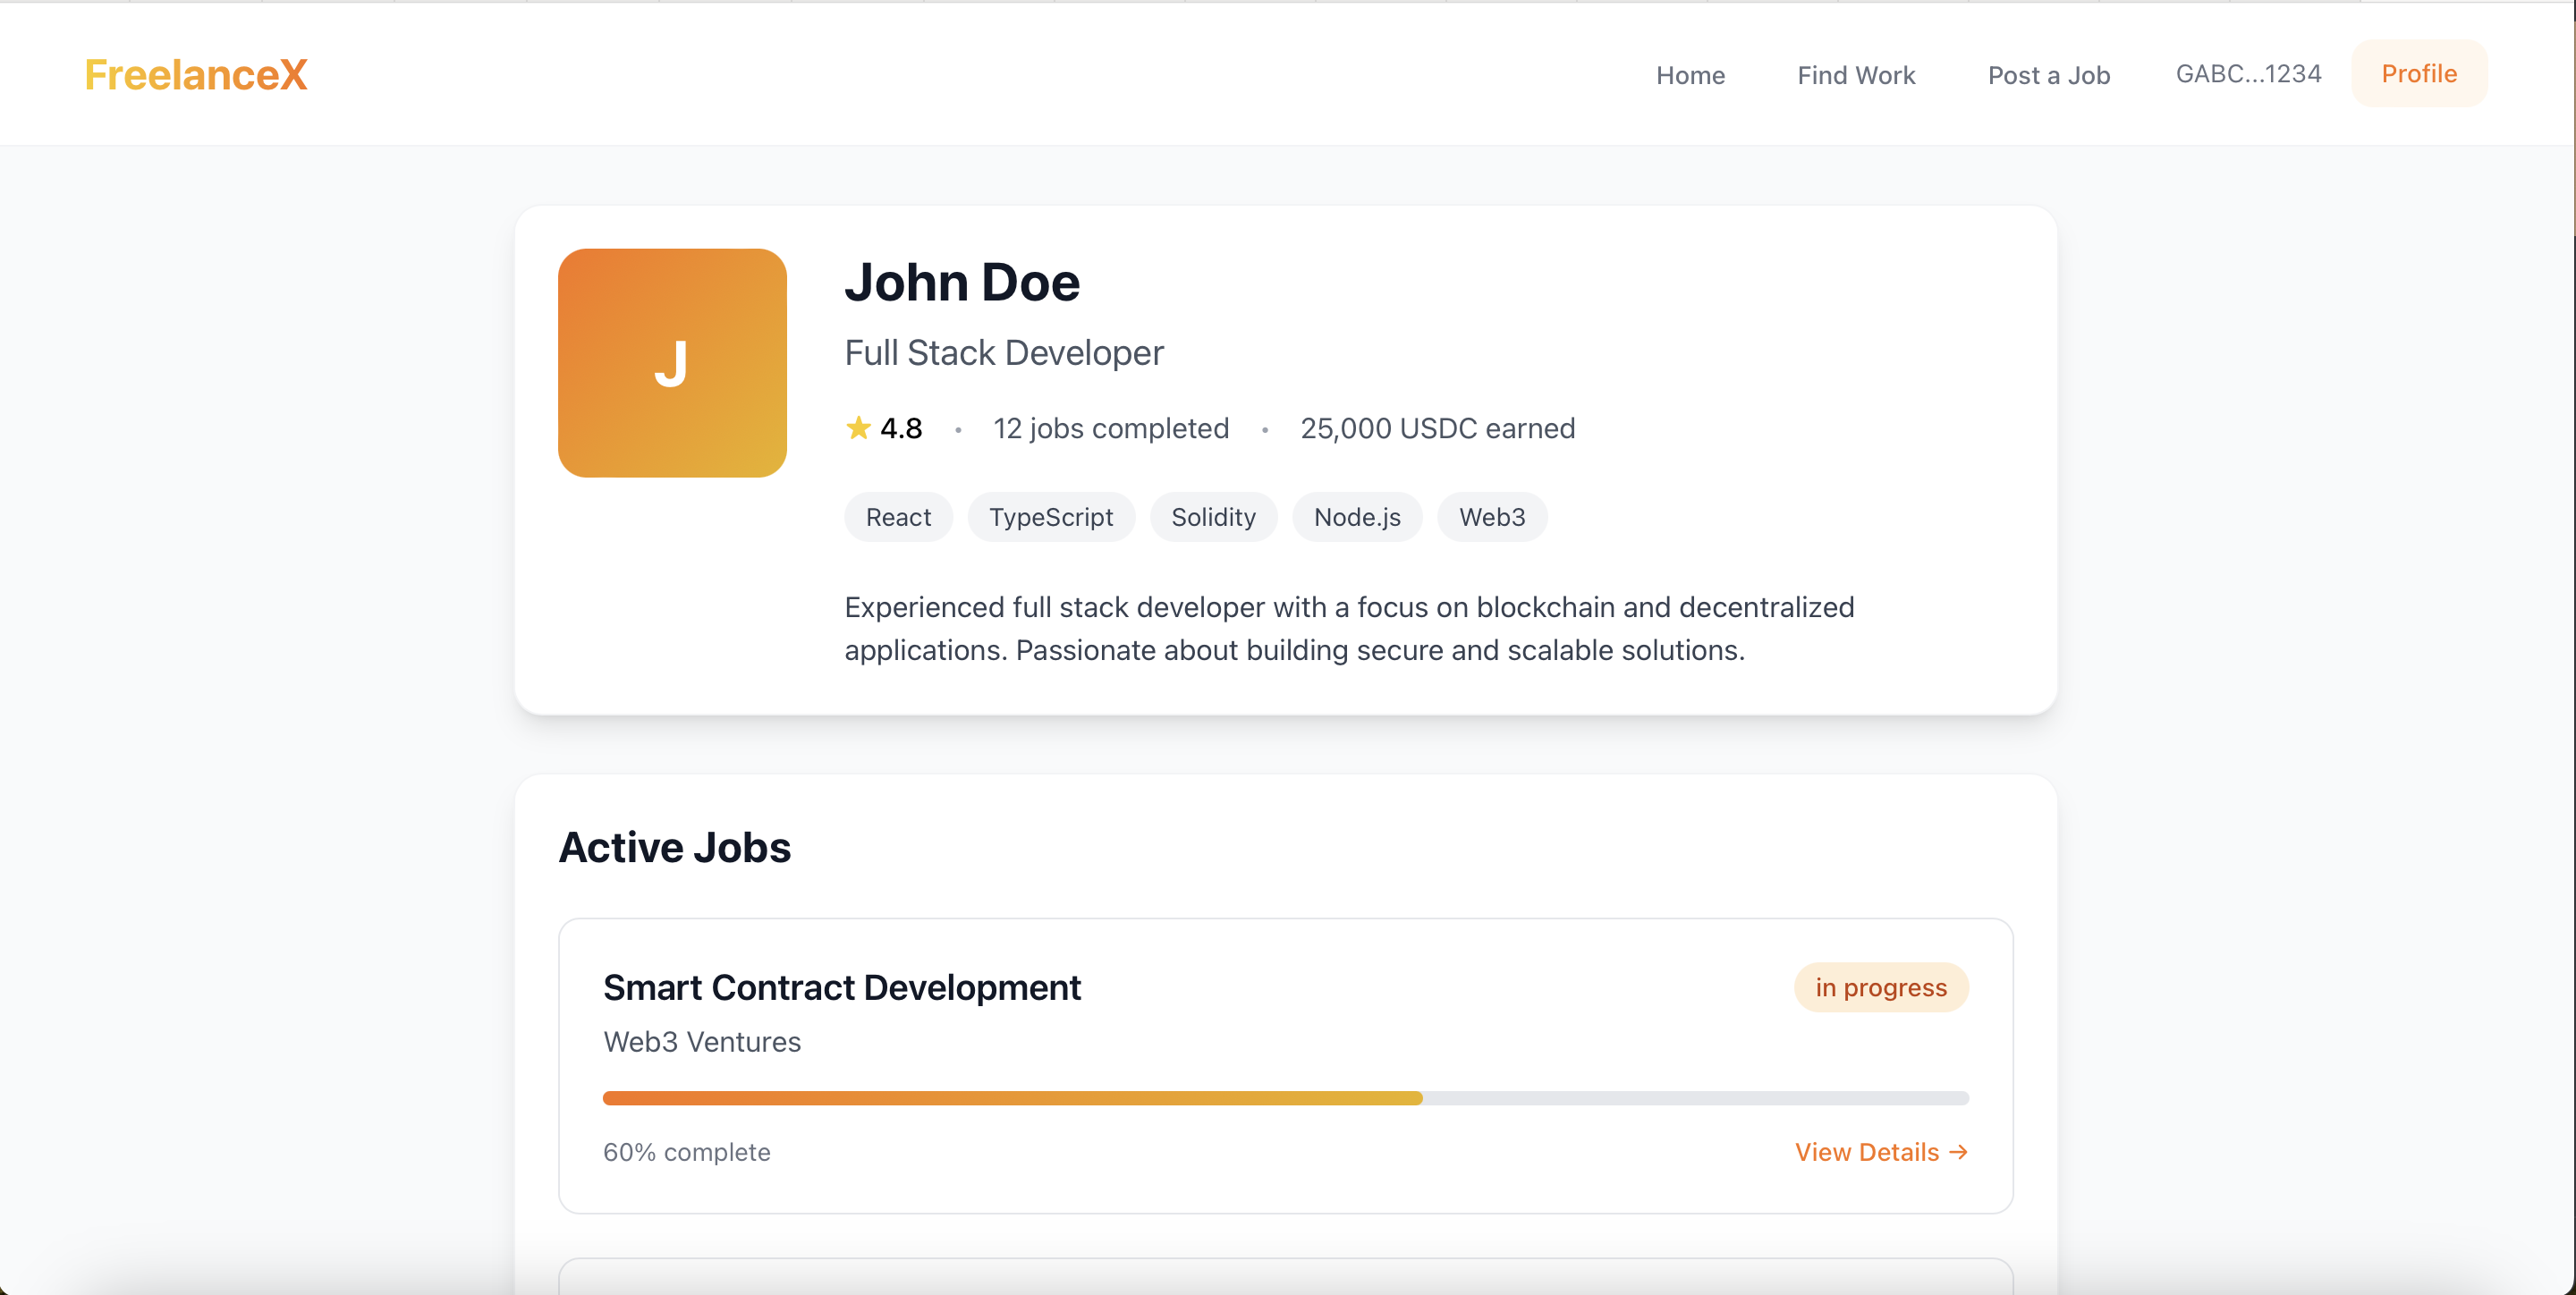 FreelanceX Home Find Work Post a Job GABC...1234 Profile
J
John Doe
Full Stack Developer
4.8 • 12 jobs completed • 25,000 USDC earned
React TypeScript Solidity Node.js Web3
Experienced full stack developer with a focus on blockchain and decentralized
applications. Passionate about building secure and scalable solutions.
Active Jobs
Smart Contract Development in progress
Web3 Ventures
60% complete View Details →